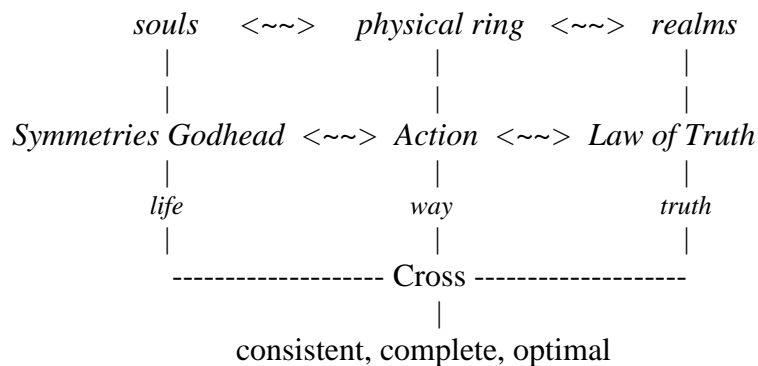 souls <~~> physical ring <~~> realms
| | |
| | |
Symmetries Godhead <~~> Action <~~> Law of Truth
| | |
life way truth
| | |
------------------- Cross -------------------
|
consistent, complete, optimal